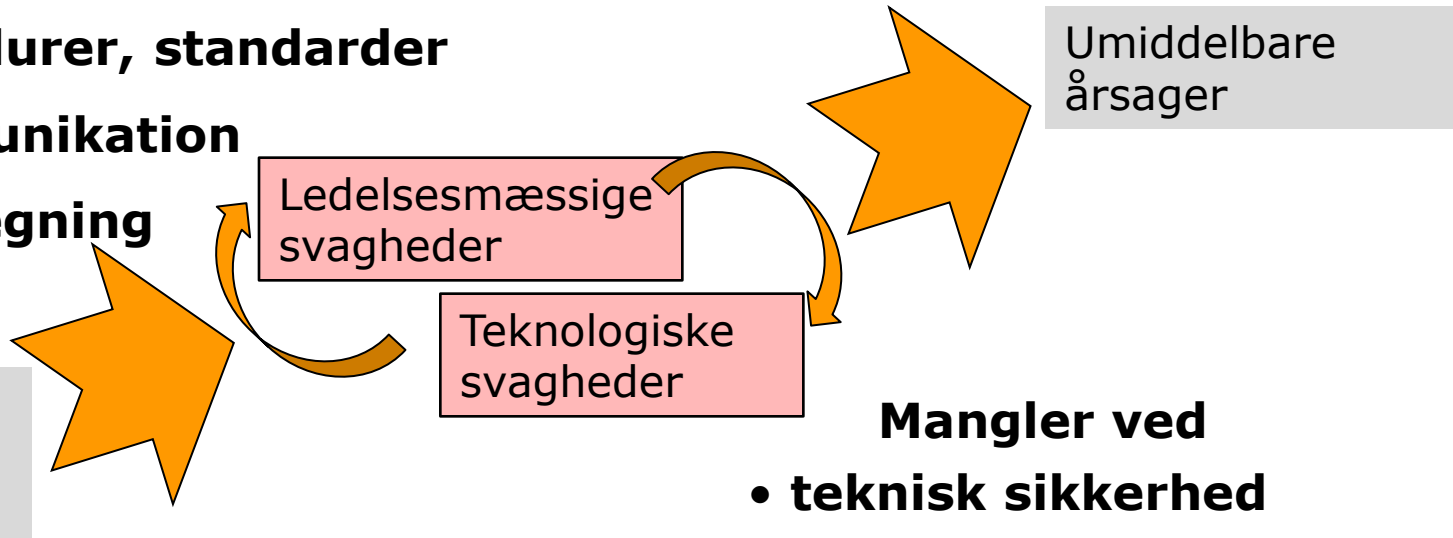 lurer, standarder
unikation
egning
Umiddelbare
årsager
Ledelsesmæssige
svagheder
Teknologiske
svagheder
Mangler ved
• teknisk sikkerhed